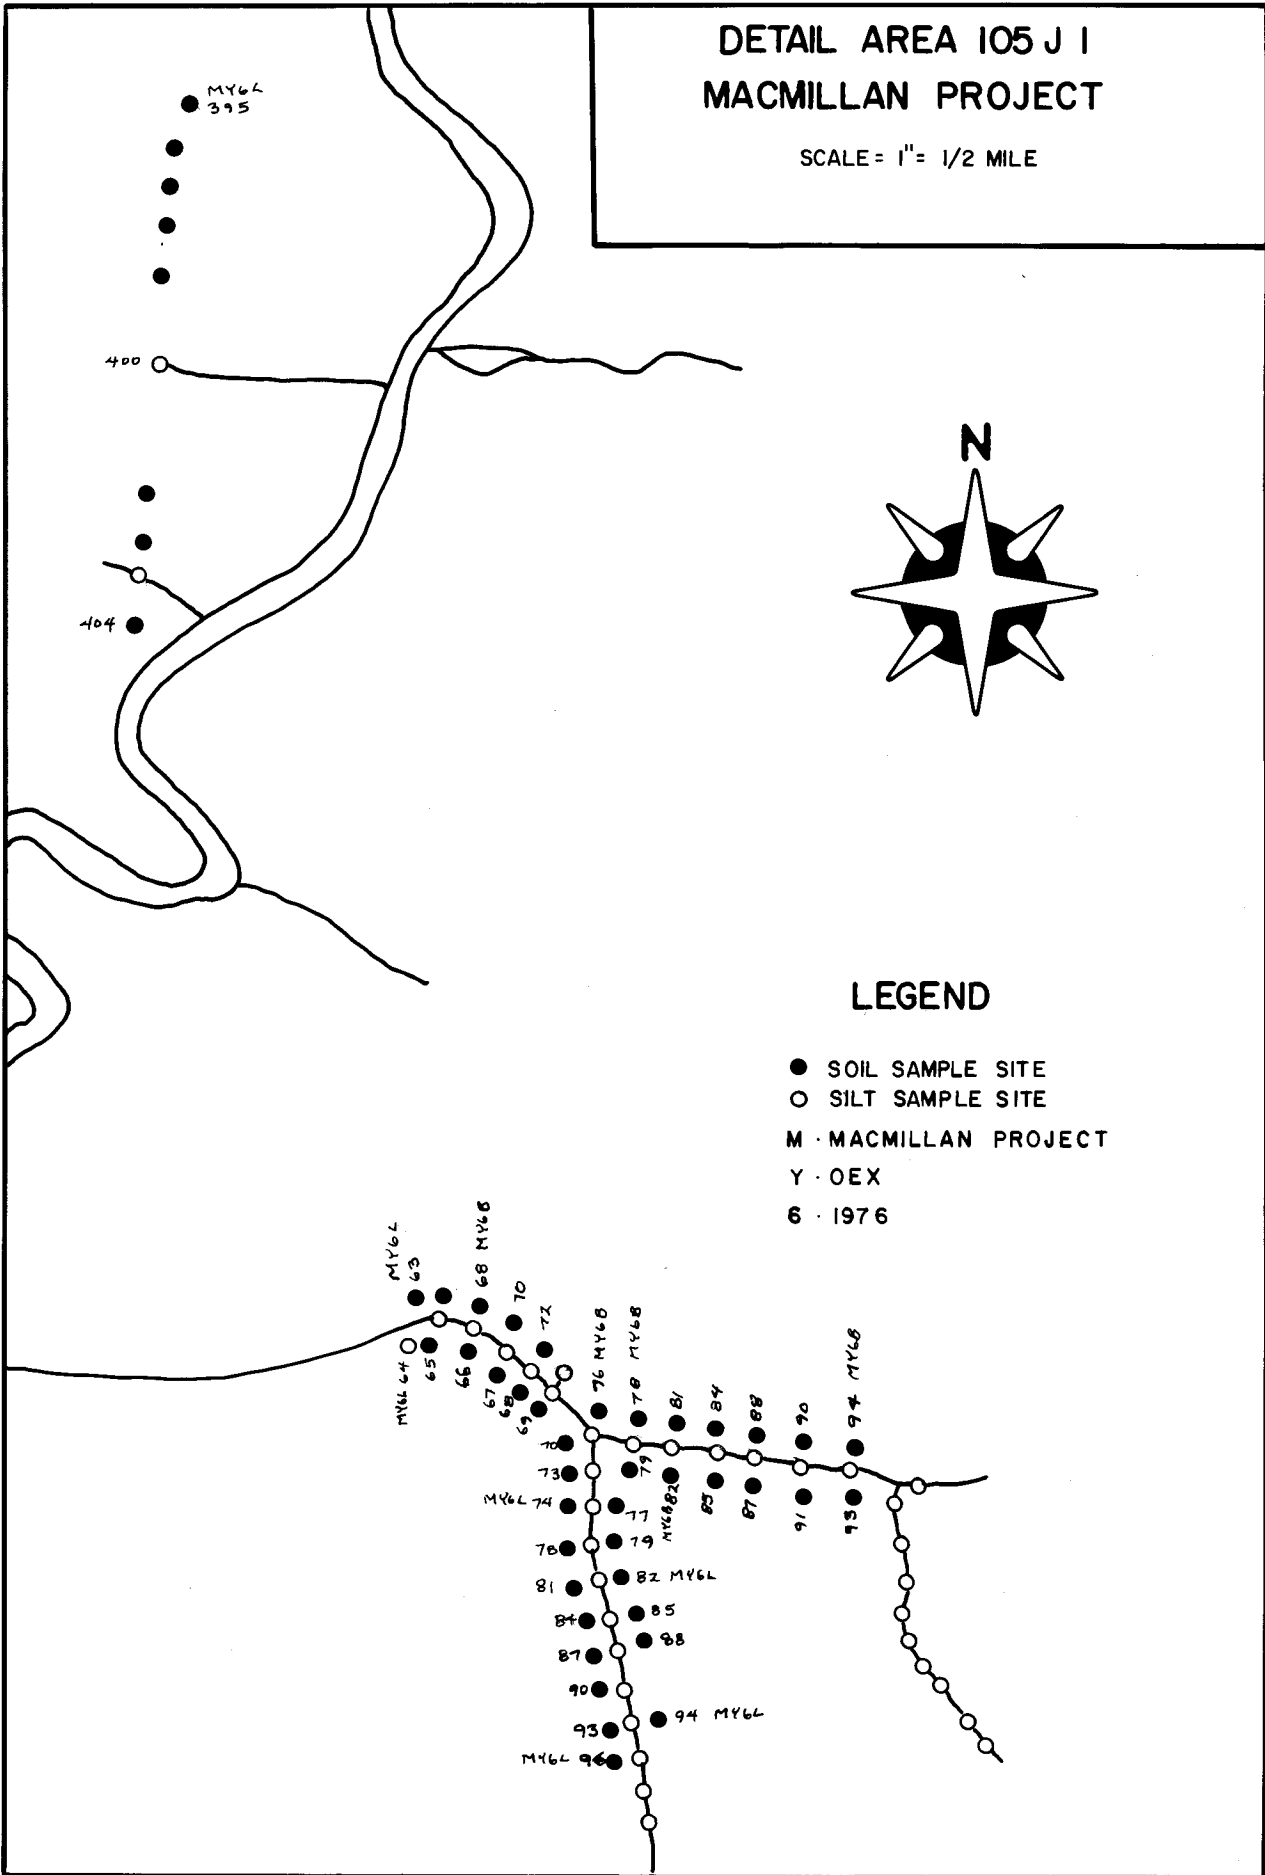 DETAIL AREA 105 J 1
MACMILLAN PROJECT
SCALE = 1" = 1/2 MILE
MY6L
395
400
404
N
LEGEND
SOIL SAMPLE SITE
SILT SAMPLE SITE
M · MACMILLAN PROJECT
Y · OEX
6 · 1976
MY6L
63
68 MY6B
70
72
76 MY6B
78 MY6B
81
84
88
90
94 MY6B
MY6L 64
65
66
67
68
69
70
73
MY6L 74
78
81
84
87
90
93
MY6L 96
77
79
82 MY6L
85
88
94 MY6L
79
MY6B 82
85
87
91
93